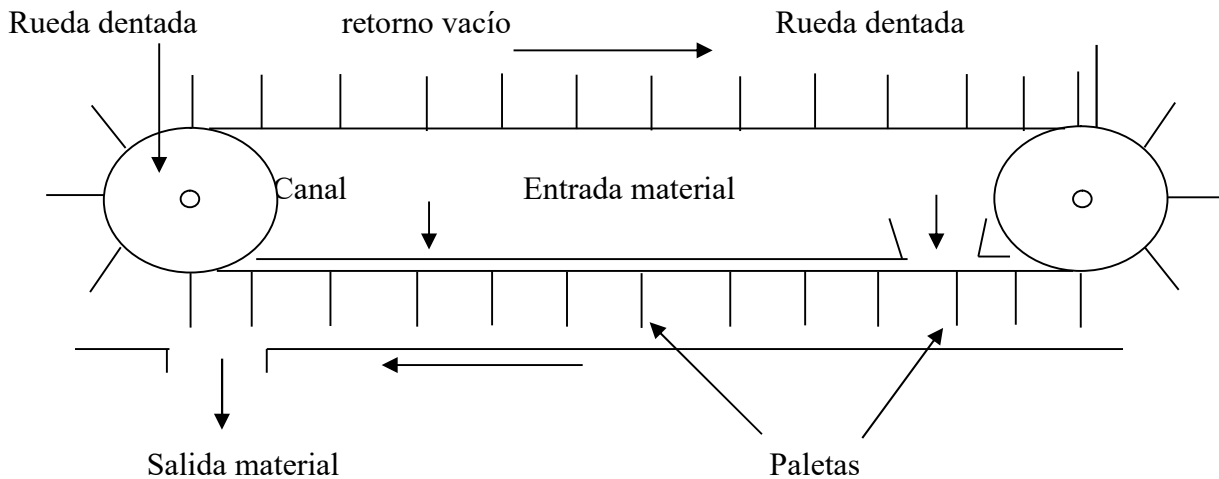 Rueda dentada retorno vacío Rueda dentada
Canal Entrada material
Salida material Paletas